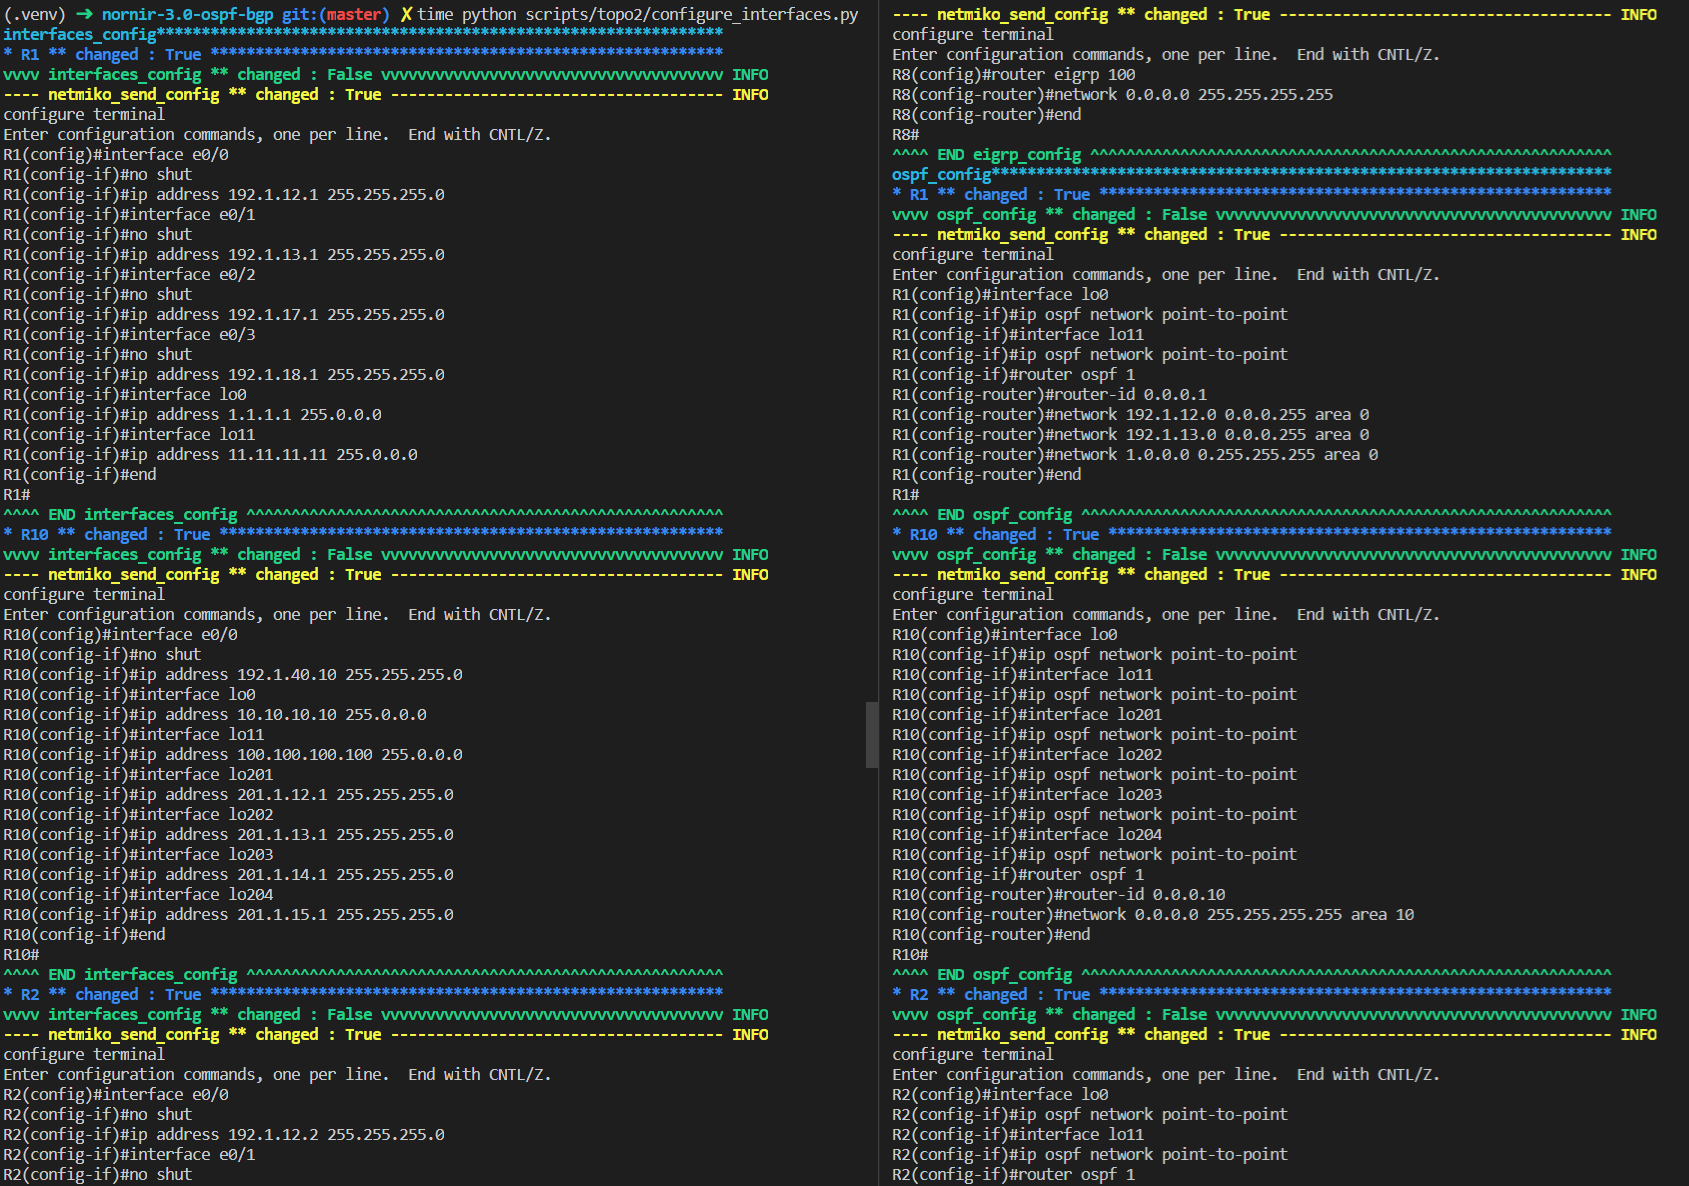 (.venv) ➜ nornir-3.0-ospf-bgp git:(master) ✗ time python scripts/topo2/configure_interfaces.py
interfaces_config***************************************************************
* R1 ** changed : True *********************************************************
vvvv interfaces_config ** changed : False vvvvvvvvvvvvvvvvvvvvvvvvvvvvvvvvvvvvvv INFO
---- netmiko_send_config ** changed : True ------------------------------------- INFO
configure terminal
Enter configuration commands, one per line.  End with CNTL/Z.
R1(config)#interface e0/0
R1(config-if)#no shut
R1(config-if)#ip address 192.1.12.1 255.255.255.0
R1(config-if)#interface e0/1
R1(config-if)#no shut
R1(config-if)#ip address 192.1.13.1 255.255.255.0
R1(config-if)#interface e0/2
R1(config-if)#no shut
R1(config-if)#ip address 192.1.17.1 255.255.255.0
R1(config-if)#interface e0/3
R1(config-if)#no shut
R1(config-if)#ip address 192.1.18.1 255.255.255.0
R1(config-if)#interface lo0
R1(config-if)#ip address 1.1.1.1 255.0.0.0
R1(config-if)#interface lo11
R1(config-if)#ip address 11.11.11.11 255.0.0.0
R1(config-if)#end
R1#
^^^^ END interfaces_config ^^^^^^^^^^^^^^^^^^^^^^^^^^^^^^^^^^^^^^^^^^^^^^^^^^^^^
* R10 ** changed : True ********************************************************
vvvv interfaces_config ** changed : False vvvvvvvvvvvvvvvvvvvvvvvvvvvvvvvvvvvvvv INFO
---- netmiko_send_config ** changed : True ------------------------------------- INFO
configure terminal
Enter configuration commands, one per line.  End with CNTL/Z.
R10(config)#interface e0/0
R10(config-if)#no shut
R10(config-if)#ip address 192.1.40.10 255.255.255.0
R10(config-if)#interface lo0
R10(config-if)#ip address 10.10.10.10 255.0.0.0
R10(config-if)#interface lo11
R10(config-if)#ip address 100.100.100.100 255.0.0.0
R10(config-if)#interface lo201
R10(config-if)#ip address 201.1.12.1 255.255.255.0
R10(config-if)#interface lo202
R10(config-if)#ip address 201.1.13.1 255.255.255.0
R10(config-if)#interface lo203
R10(config-if)#ip address 201.1.14.1 255.255.255.0
R10(config-if)#interface lo204
R10(config-if)#ip address 201.1.15.1 255.255.255.0
R10(config-if)#end
R10#
^^^^ END interfaces_config ^^^^^^^^^^^^^^^^^^^^^^^^^^^^^^^^^^^^^^^^^^^^^^^^^^^^^
* R2 ** changed : True *********************************************************
vvvv interfaces_config ** changed : False vvvvvvvvvvvvvvvvvvvvvvvvvvvvvvvvvvvvvv INFO
---- netmiko_send_config ** changed : True ------------------------------------- INFO
configure terminal
Enter configuration commands, one per line.  End with CNTL/Z.
R2(config)#interface e0/0
R2(config-if)#no shut
R2(config-if)#ip address 192.1.12.2 255.255.255.0
R2(config-if)#interface e0/1
R2(config-if)#no shut
---- netmiko_send_config ** changed : True ------------------------------------- INFO
configure terminal
Enter configuration commands, one per line.  End with CNTL/Z.
R8(config)#router eigrp 100
R8(config-router)#network 0.0.0.0 255.255.255.255
R8(config-router)#end
R8#
^^^^ END eigrp_config ^^^^^^^^^^^^^^^^^^^^^^^^^^^^^^^^^^^^^^^^^^^^^^^^^^^^^^^^^^
ospf_config*********************************************************************
* R1 ** changed : True *********************************************************
vvvv ospf_config ** changed : False vvvvvvvvvvvvvvvvvvvvvvvvvvvvvvvvvvvvvvvvvvvv INFO
---- netmiko_send_config ** changed : True ------------------------------------- INFO
configure terminal
Enter configuration commands, one per line.  End with CNTL/Z.
R1(config)#interface lo0
R1(config-if)#ip ospf network point-to-point
R1(config-if)#interface lo11
R1(config-if)#ip ospf network point-to-point
R1(config-if)#router ospf 1
R1(config-router)#router-id 0.0.0.1
R1(config-router)#network 192.1.12.0 0.0.0.255 area 0
R1(config-router)#network 192.1.13.0 0.0.0.255 area 0
R1(config-router)#network 1.0.0.0 0.255.255.255 area 0
R1(config-router)#end
R1#
^^^^ END ospf_config ^^^^^^^^^^^^^^^^^^^^^^^^^^^^^^^^^^^^^^^^^^^^^^^^^^^^^^^^^^^
* R10 ** changed : True ********************************************************
vvvv ospf_config ** changed : False vvvvvvvvvvvvvvvvvvvvvvvvvvvvvvvvvvvvvvvvvvvv INFO
---- netmiko_send_config ** changed : True ------------------------------------- INFO
configure terminal
Enter configuration commands, one per line.  End with CNTL/Z.
R10(config)#interface lo0
R10(config-if)#ip ospf network point-to-point
R10(config-if)#interface lo11
R10(config-if)#ip ospf network point-to-point
R10(config-if)#interface lo201
R10(config-if)#ip ospf network point-to-point
R10(config-if)#interface lo202
R10(config-if)#ip ospf network point-to-point
R10(config-if)#interface lo203
R10(config-if)#ip ospf network point-to-point
R10(config-if)#interface lo204
R10(config-if)#ip ospf network point-to-point
R10(config-if)#router ospf 1
R10(config-router)#router-id 0.0.0.10
R10(config-router)#network 0.0.0.0 255.255.255.255 area 10
R10(config-router)#end
R10#
^^^^ END ospf_config ^^^^^^^^^^^^^^^^^^^^^^^^^^^^^^^^^^^^^^^^^^^^^^^^^^^^^^^^^^^
* R2 ** changed : True *********************************************************
vvvv ospf_config ** changed : False vvvvvvvvvvvvvvvvvvvvvvvvvvvvvvvvvvvvvvvvvvvv INFO
---- netmiko_send_config ** changed : True ------------------------------------- INFO
configure terminal
Enter configuration commands, one per line.  End with CNTL/Z.
R2(config)#interface lo0
R2(config-if)#ip ospf network point-to-point
R2(config-if)#interface lo11
R2(config-if)#ip ospf network point-to-point
R2(config-if)#router ospf 1